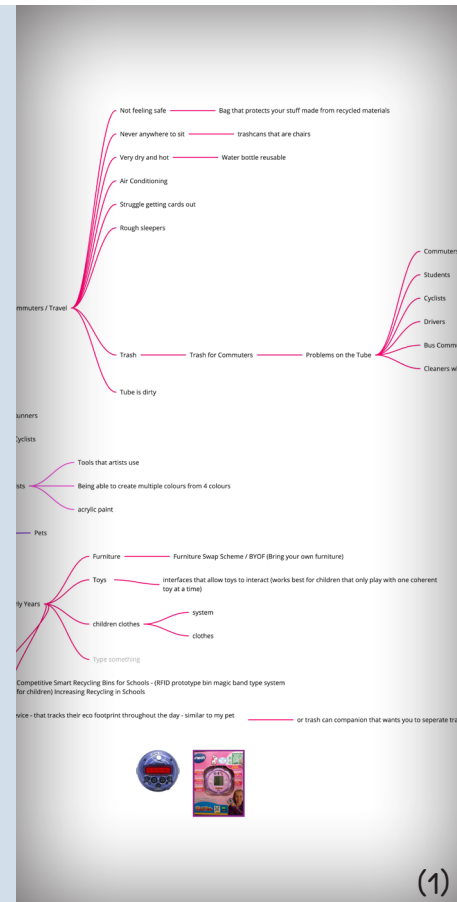 Not feeling safe
Bag that protects your stuff made from recycled materials
Never anywhere to sit
trashcans that are chairs
Very dry and hot
Water bottle reusable
Air Conditioning
Struggle getting cards out
Rough sleepers
Commuters
Students
Cyclists
mmuters / Travel
Drivers
Bus Comm
Trash
Trash for Commuters
Problems on the Tube
Cleaners w
Tube is dirty
unners
Cyclists
Tools that artists use
ists
Being able to create multiple colours from 4 colours
acrylic paint
Pets
Furniture
Furniture Swap Scheme / BYOF (Bring your own furniture)
Toys
interfaces that allow toys to interact (works best for children that only play with one coherent
toy at a time)
ly Years
system
children clothes
clothes
Type something
Competitive Smart Recycling Bins for Schools - (RFID prototype bin magic band type system
for children) Increasing Recycling in Schools
evice - that tracks their eco footprint throughout the day - similar to my pet
or trash can companion that wants you to seperate tra
vtech
(1)